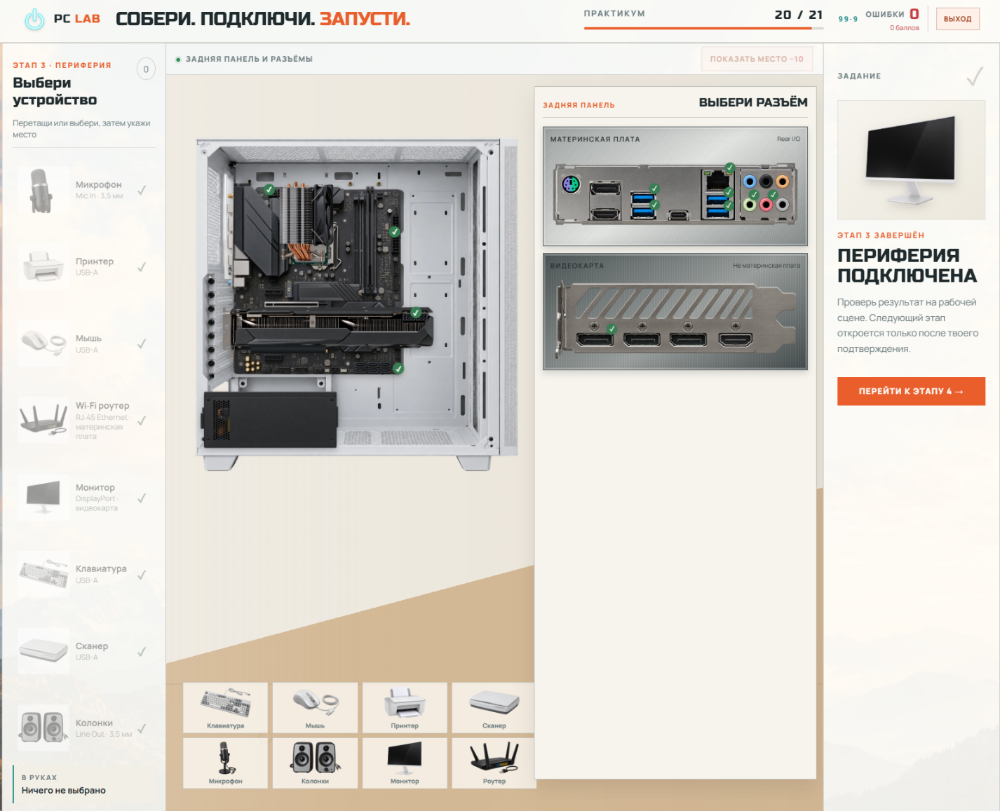 PC LAB
СОБЕРИ. ПОДКЛЮЧИ. ЗАПУСТИ.
ПРАКТИКУМ
20 / 21
99·9
ОШИБКИ 0
0 баллов
ВЫХОД
ЭТАП 3 · ПЕРИФЕРИЯ
0
Выбери
устройство
Перетащи или выбери, затем укажи
место
Микрофон
Mic In · 3,5 мм
Принтер
USB-A
Мышь
USB-A
Wi-Fi роутер
RJ-45 Ethernet ·
материнская
плата
Монитор
DisplayPort ·
видеокарта
Клавиатура
USB-A
Сканер
USB-A
Колонки
Line Out · 3,5 мм
В РУКАХ
Ничего не выбрано
ЗАДНЯЯ ПАНЕЛЬ И РАЗЪЁМЫ
ПОКАЗАТЬ МЕСТО −10
ЗАДНЯЯ ПАНЕЛЬ
ВЫБЕРИ РАЗЪЁМ
МАТЕРИНСКАЯ ПЛАТА
Rear I/O
ВИДЕОКАРТА
Не материнская плата
Клавиатура
Мышь
Принтер
Сканер
Микрофон
Колонки
Монитор
Роутер
ЗАДАНИЕ
ЭТАП 3 ЗАВЕРШЁН
ПЕРИФЕРИЯ
ПОДКЛЮЧЕНА
Проверь результат на рабочей
сцене. Следующий этап
откроется только после твоего
подтверждения.
ПЕРЕЙТИ К ЭТАПУ 4 →